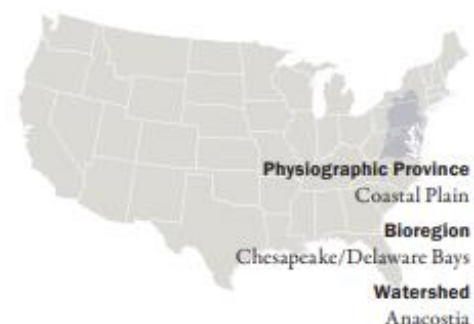 Physiographic Province
Coastal Plain
Bioregion
Chesapeake/Delaware Bays
Watershed
Anacostia